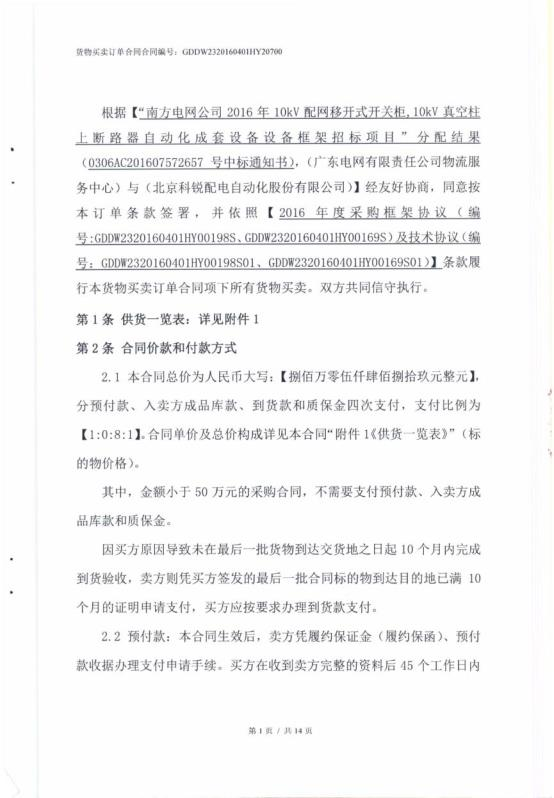 货物买卖订单合同合同编号：GDDW2320160401HY20700
根据【“南方电网公司 2016 年 10kV 配网移开式开关柜,10kV 真空柱
上断路器自动化成套设备设备框架招标项目”分配结果
（0306AC201607572657 号中标通知书），（广东电网有限责任公司物流服
务中心）与（北京科锐配电自动化股份有限公司）】经友好协商，同意按
本订单条款签署，并依照【2016 年度采购框架协议（编
号:GDDW2320160401HY00198S、GDDW2320160401HY00169S）及技术协议（编
号：GDDW2320160401HY00198S01、GDDW2320160401HY00169S01）】条款履
行本货物买卖订单合同项下所有货物买卖。双方共同信守执行。
第 1 条 供货一览表：详见附件 1
第 2 条 合同价款和付款方式
2.1 本合同总价为人民币大写：【捌佰万零伍仟肆佰捌拾玖元整元】，
分预付款、入卖方成品库款、到货款和质保金四次支付，支付比例为
【1:0:8:1】。合同单价及总价构成详见本合同“附件 1《供货一览表》”（标
的物价格）。
其中，金额小于 50 万元的采购合同，不需要支付预付款、入卖方成
品库款和质保金。
因买方原因导致未在最后一批货物到达交货地之日起 10 个月内完成
到货验收，卖方则凭买方签发的最后一批合同标的物到达目的地已满 10
个月的证明申请支付，买方应按要求办理到货款支付。
2.2 预付款：本合同生效后，卖方凭履约保证金（履约保函）、预付
款收据办理支付申请手续。买方在收到卖方完整的资料后 45 个工作日内
第 1 页 / 共 14 页